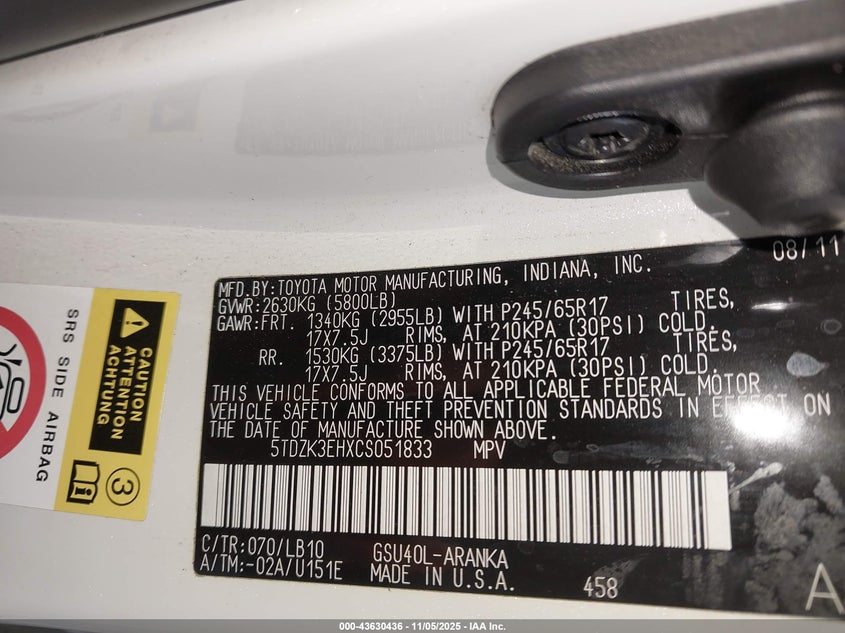 08/11
MFD.BY:TOYOTA MOTOR MANUFACTURING, INDIANA, INC.
GVWR:2630KG (5800LB)
GAWR:FRT. 1340KG (2955LB) WITH P245/65R17 TIRES,
17X7.5J RIMS, AT 210KPA (30PSI) COLD.
RR. 1530KG (3375LB) WITH P245/65R17 TIRES,
17X7.5J RIMS, AT 210KPA (30PSI) COLD.
THIS VEHICLE CONFORMS TO ALL APPLICABLE FEDERAL MOTOR
VEHICLE SAFETY AND THEFT PREVENTION STANDARDS IN EFFECT ON
THE DATE OF MANUFACTURE SHOWN ABOVE.
5TDZK3EHXCS051833 MPV
C/TR:070/LB10 GSU40L-ARANKA
A/TM:-02A/U151E MADE IN U.S.A. 458
A
SRS SIDE AIRBAG
CAUTION
ATTENTION
ACHTUNG
3
000-43630436 - 11/05/2025 - IAA Inc.